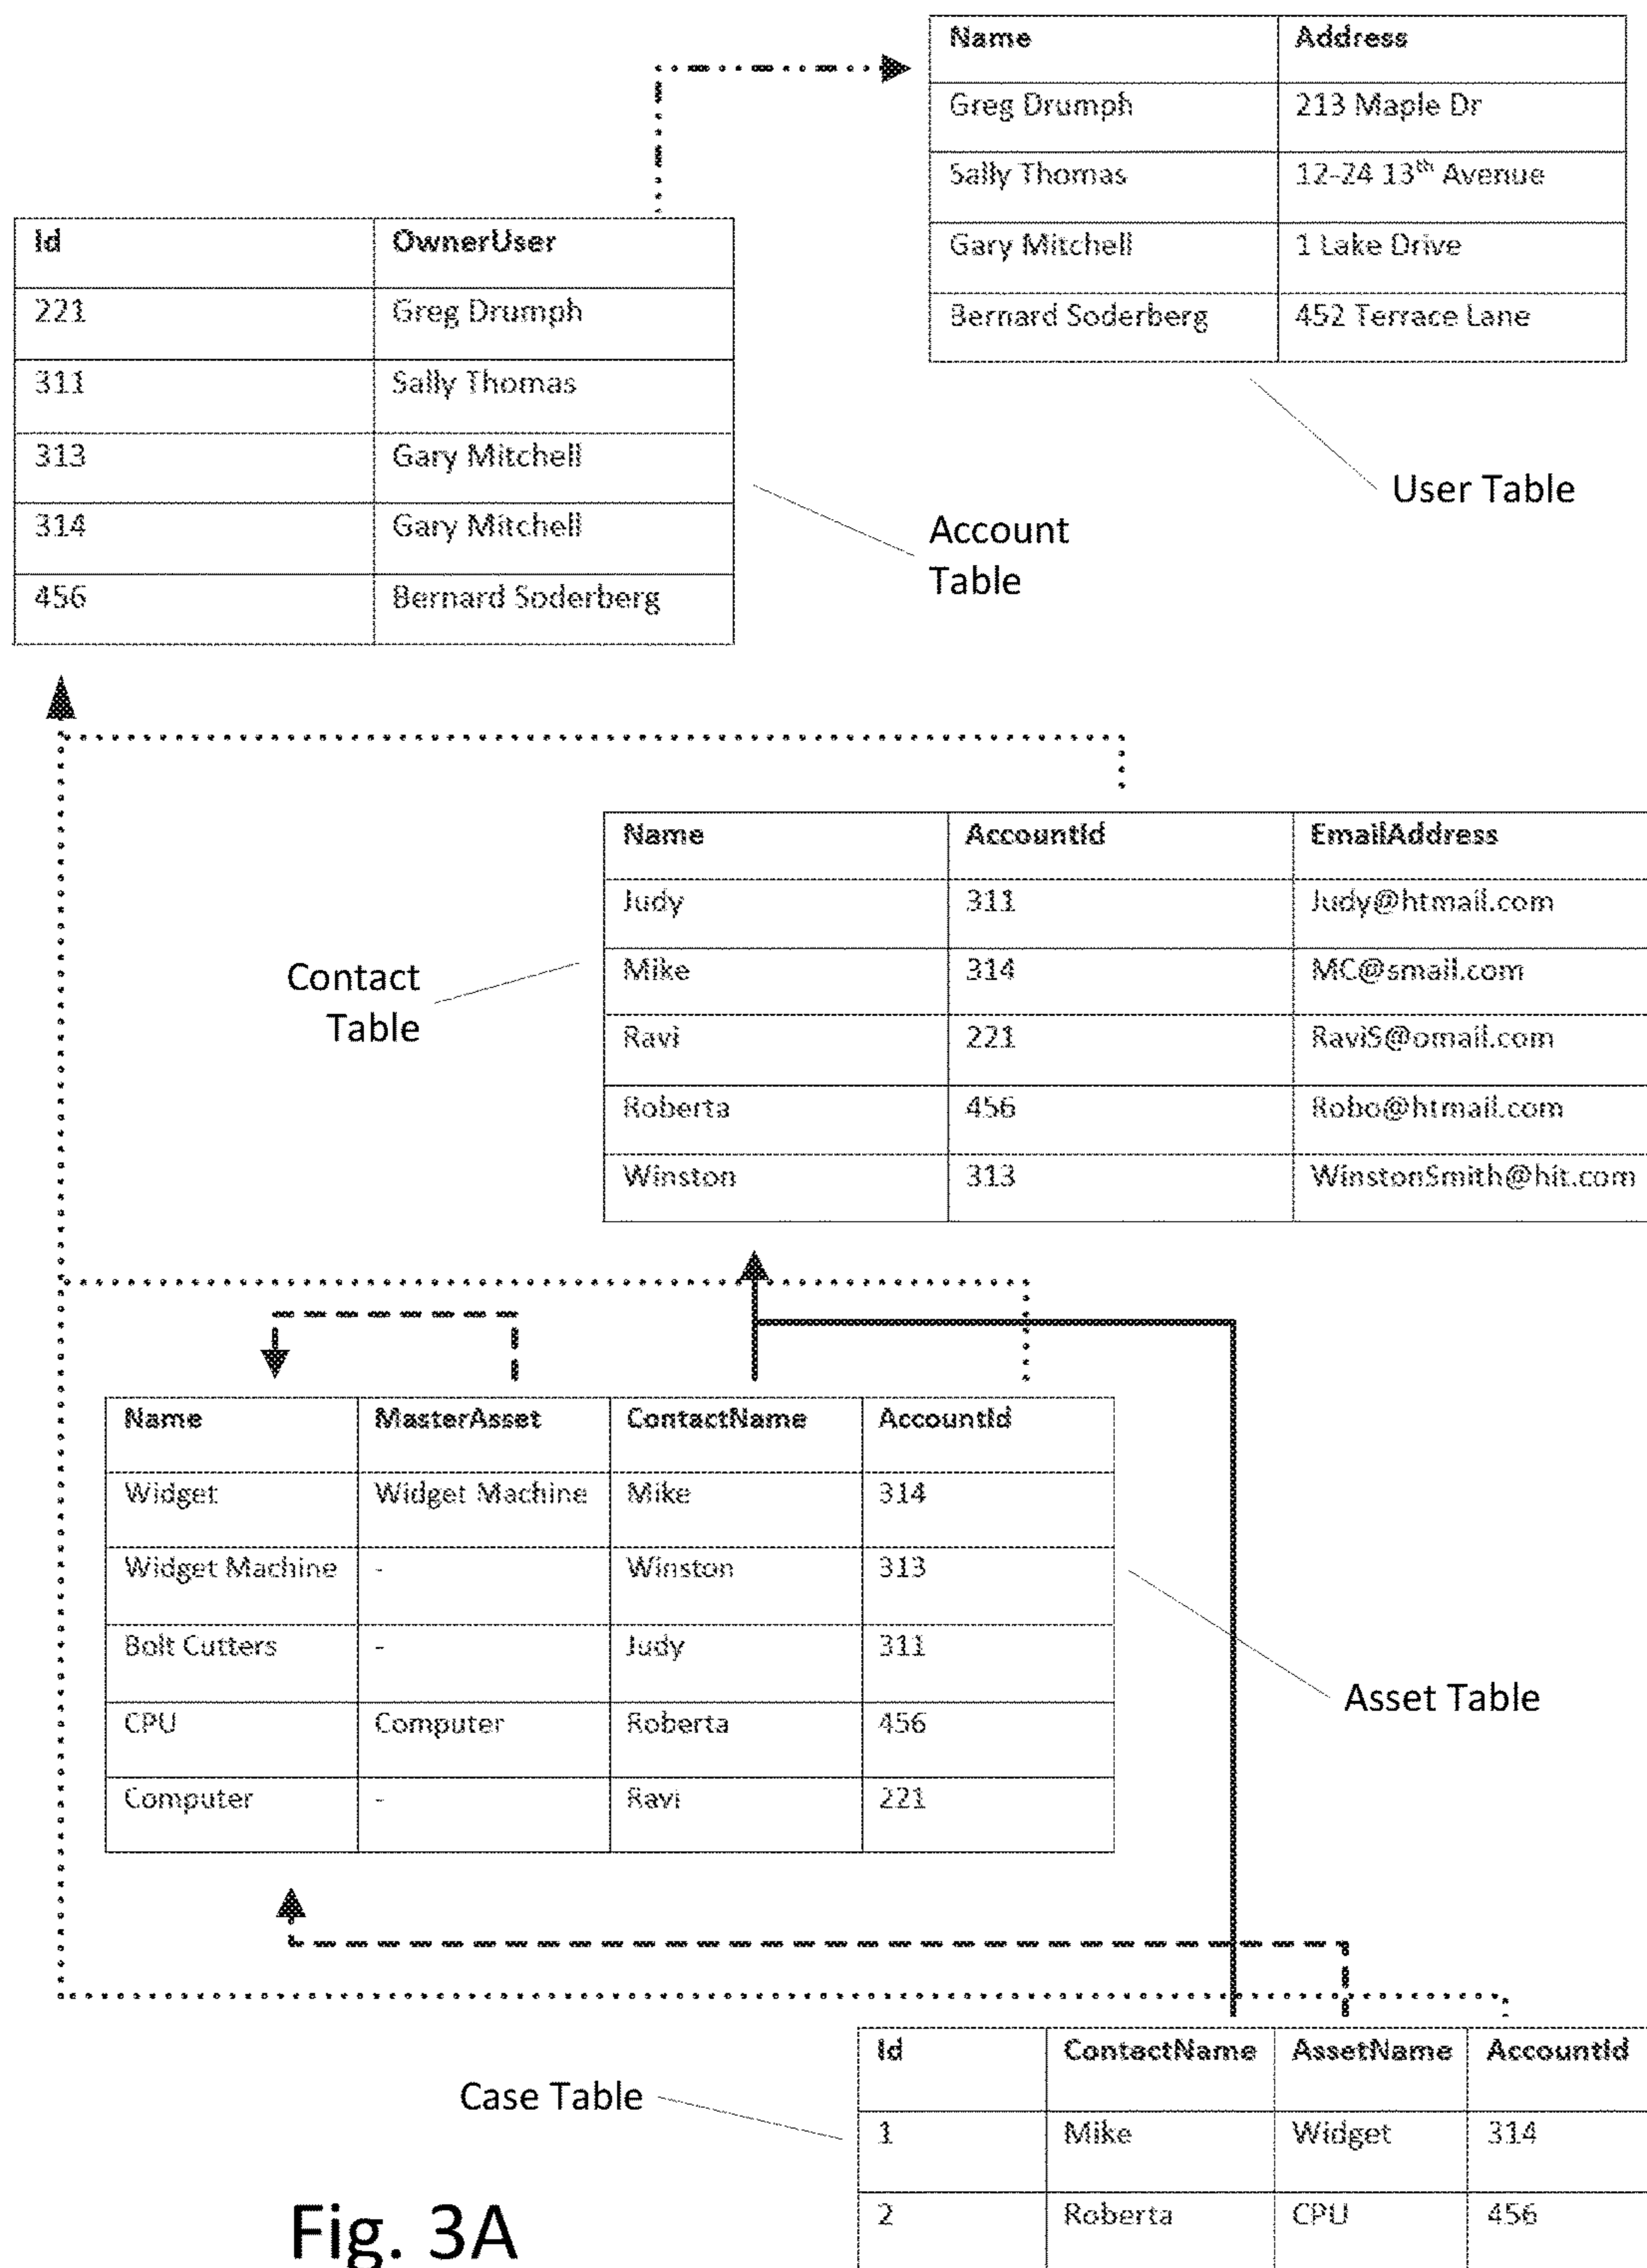 Name Address
Greg Drumph 213 Maple Dr
Sally Thomas 12-24 13th Avenue
Gary Mitchell 1 Lake Drive
Bernard Soderberg 452 Terrace Lane
User Table
Id OwnerUser
221 Greg Drumph
311 Sally Thomas
313 Gary Mitchell
314 Gary Mitchell
456 Bernard Soderberg
Account
Table
Name AccountId EmailAddress
Judy 311 Judy@htmail.com
Mike 314 MC@smail.com
Ravi 221 RaviS@omail.com
Roberta 456 Robo@htmail.com
Winston 313 WinstonSmith@hit.com
Contact
Table
Name MasterAsset ContactName AccountId
Widget Widget Machine Mike 314
Widget Machine - Winston 313
Bolt Cutters - Judy 311
CPU Computer Roberta 456
Computer - Ravi 221
Asset Table
Id ContactName AssetName AccountId
1 Mike Widget 314
2 Roberta CPU 456
Case Table
Fig. 3A